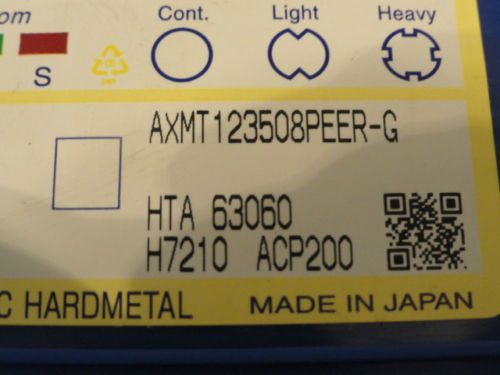 om
Cont. Light Heavy
S
AXMT123508PEER-G
HTA 63060
H7210 ACP200
C HARDMETAL MADE IN JAPAN